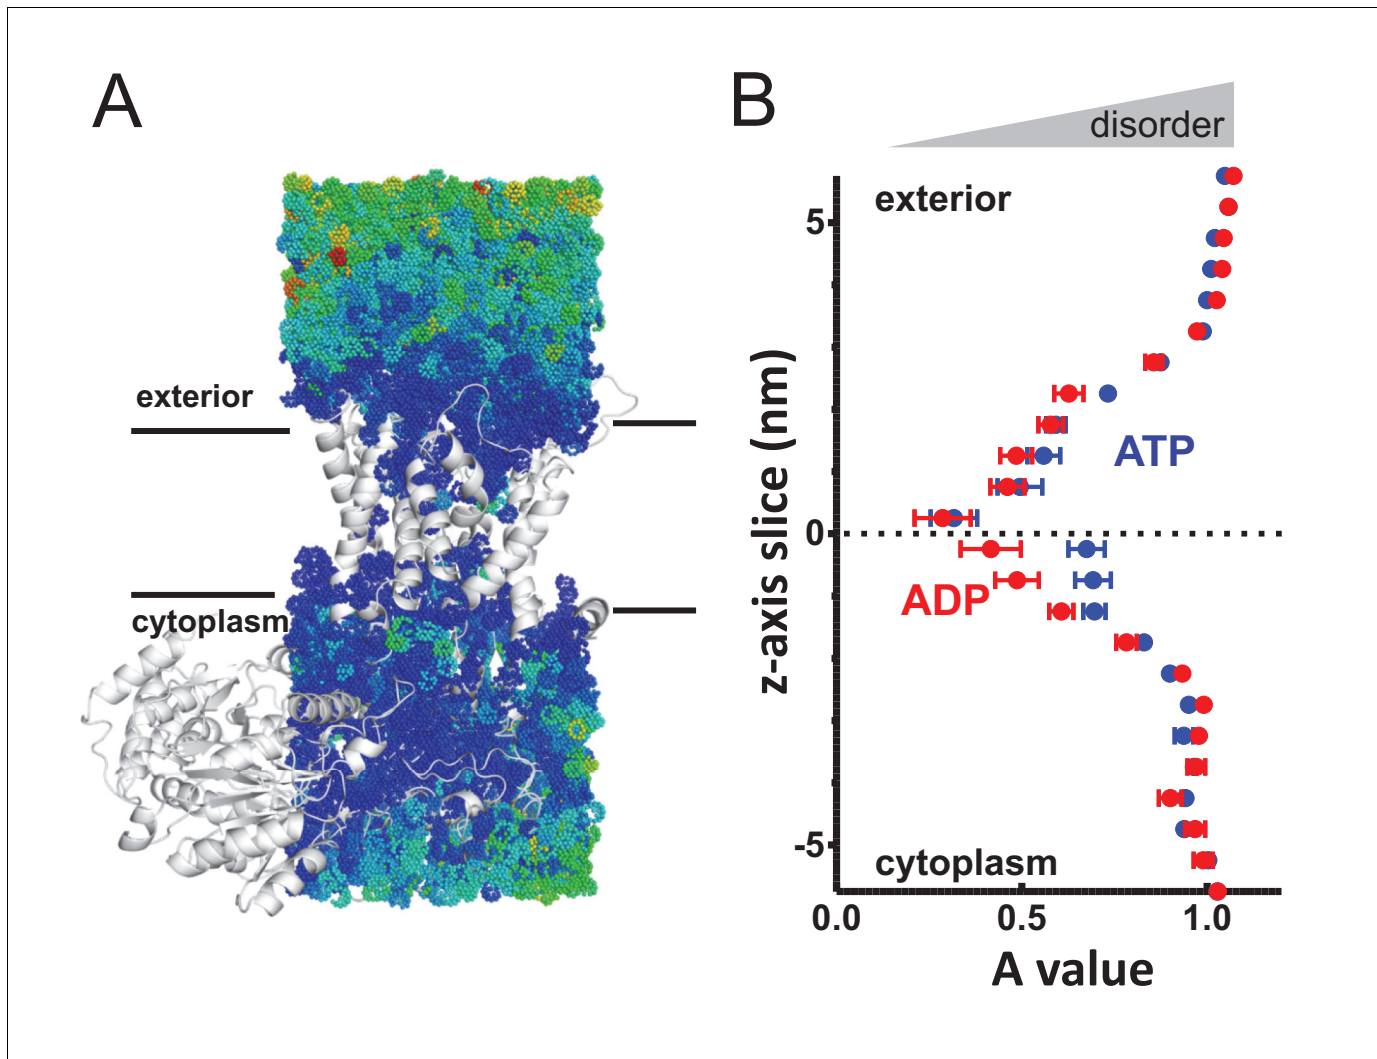 A
exterior
cytoplasm
B
disorder
exterior
5
ATP
z-axis slice (nm)
0
ADP
-5
cytoplasm
0.0 0.5 1.0
A value